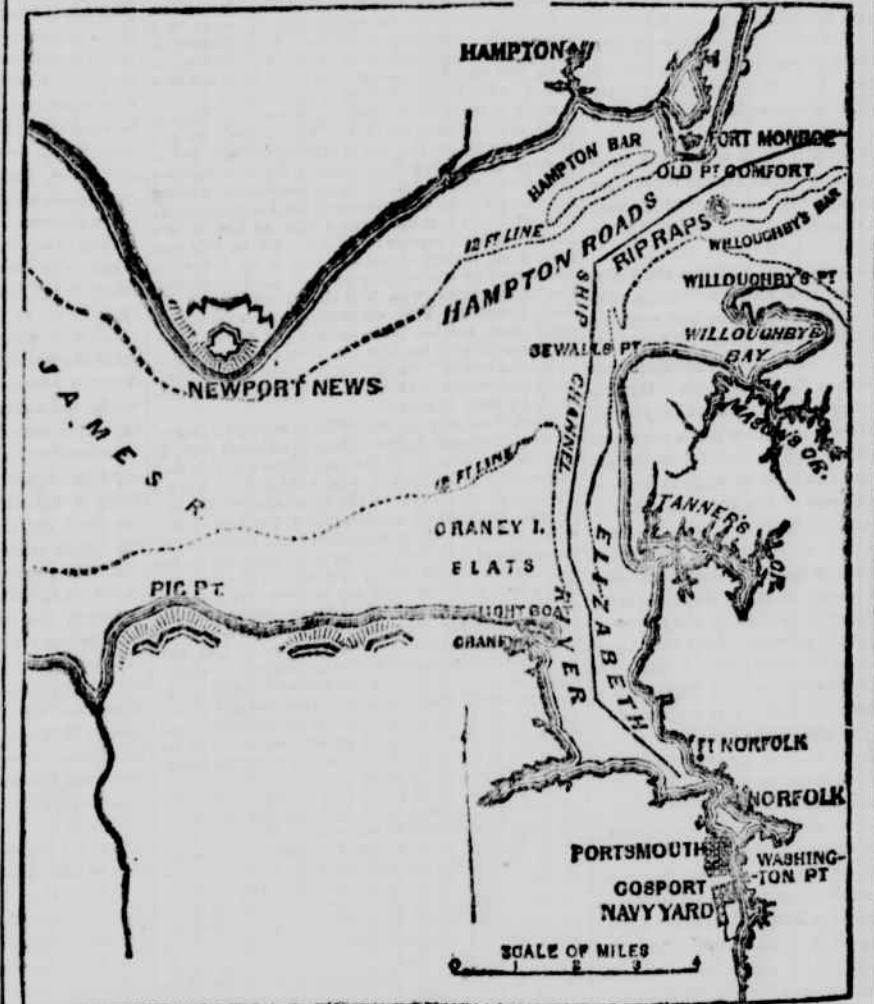 HAMPTON
FORT MONROE
HAMPTON BAR
OLD PT COMFORT
12 FT LINE
HAMPTON ROADS
RIP RAPS
WILLOUGHBY'S BAR
SHIP CHANNEL
WILLOUGHBY'S PT
WILLOUGHBY'S
BAY
SEWALLS PT
NEWPORT NEWS
MASON'S CR.
JAMES R
12 FT LINE
TANNER'S CR
CRANEY I.
FLATS
ELIZABETH
RIVER
PIG PT.
LIGHT BOAT
CRANEY
FT NORFOLK
NORFOLK
PORTSMOUTH
WASHING-
TON PT
GOSPORT
NAVY YARD
SCALE OF MILES
0 1 2 3 4